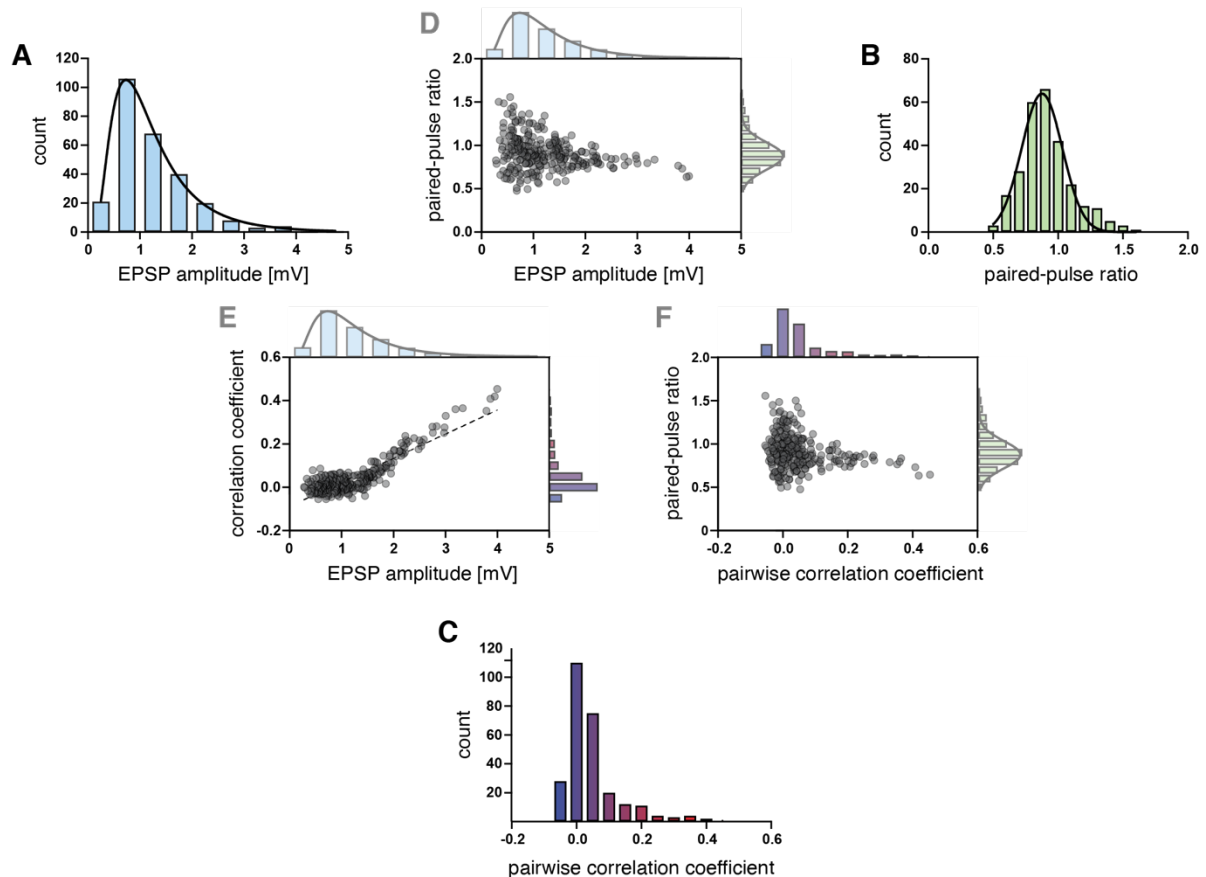 A
count
120
100
80
60
40
20
0
0 1 2 3 4 5
EPSP amplitude [mV]
D
paired-pulse ratio
2.0
1.5
1.0
0.5
0.0
0 1 2 3 4 5
EPSP amplitude [mV]
B
count
80
60
40
20
0
0.0 0.5 1.0 1.5 2.0
paired-pulse ratio
E
correlation coefficient
0.6
0.4
0.2
0.0
-0.2
0 1 2 3 4 5
EPSP amplitude [mV]
F
paired-pulse ratio
2.0
1.5
1.0
0.5
0
-0.2 0.0 0.2 0.4 0.6
pairwise correlation coefficient
C
count
120
100
80
60
40
20
-0.2 0.0 0.2 0.4 0.6
pairwise correlation coefficient